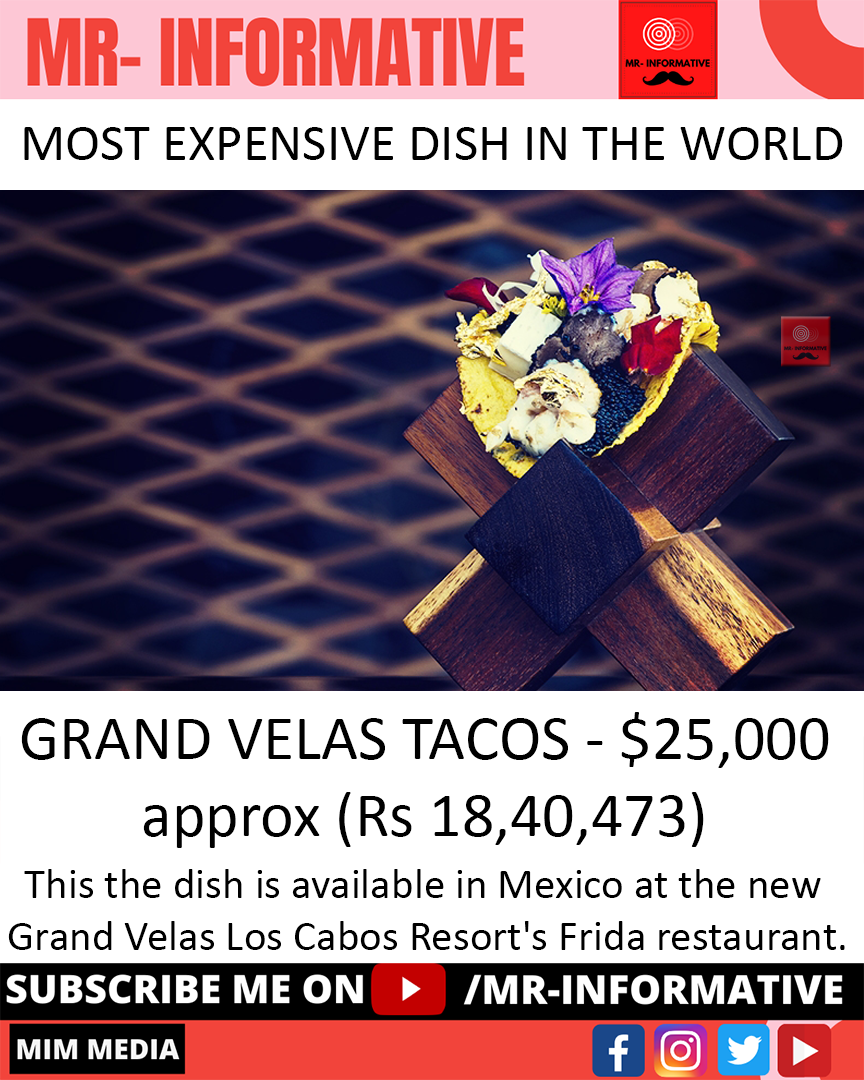 MR- INFORMATIVE
MR- INFORMATIVE
MOST EXPENSIVE DISH IN THE WORLD
MR- INFORMATIVE
GRAND VELAS TACOS - $25,000
approx (Rs 18,40,473)
This the dish is available in Mexico at the new
Grand Velas Los Cabos Resort's Frida restaurant.
SUBSCRIBE ME ON /MR-INFORMATIVE
MIM MEDIA